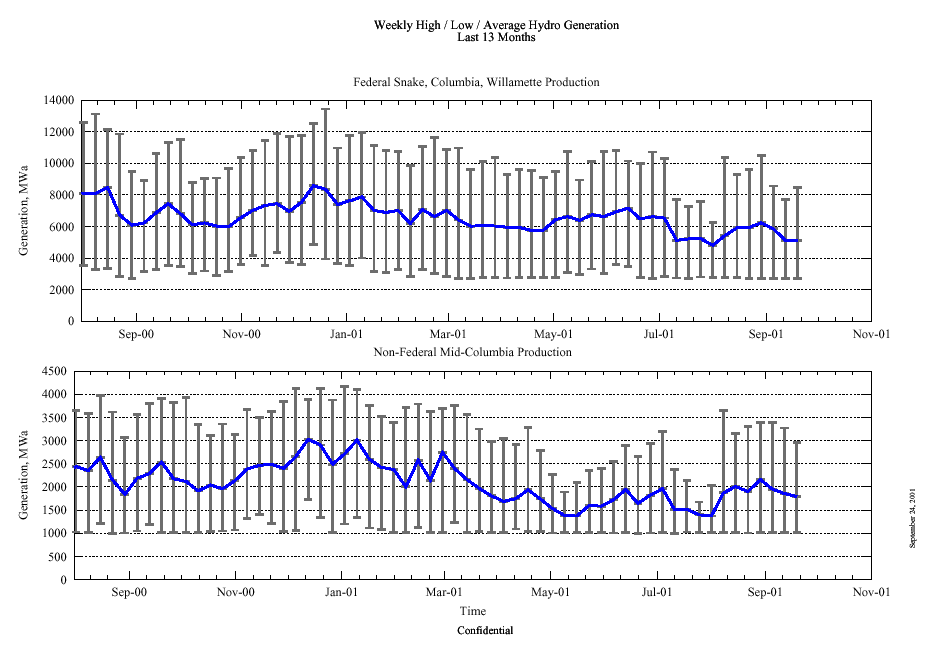 Weekly High / Low / Average Hydro Generation
Last 13 Months
Federal Snake, Columbia, Willamette Production
14000
12000
10000
8000
6000
4000
2000
0
Generation, MWa
Sep-00 Nov-00 Jan-01 Mar-01 May-01 Jul-01 Sep-01 Nov-01
Non-Federal Mid-Columbia Production
4500
4000
3500
3000
2500
2000
1500
1000
500
0
Generation, MWa
Sep-00 Nov-00 Jan-01 Mar-01 May-01 Jul-01 Sep-01 Nov-01
Time
Confidential
September 24, 2001